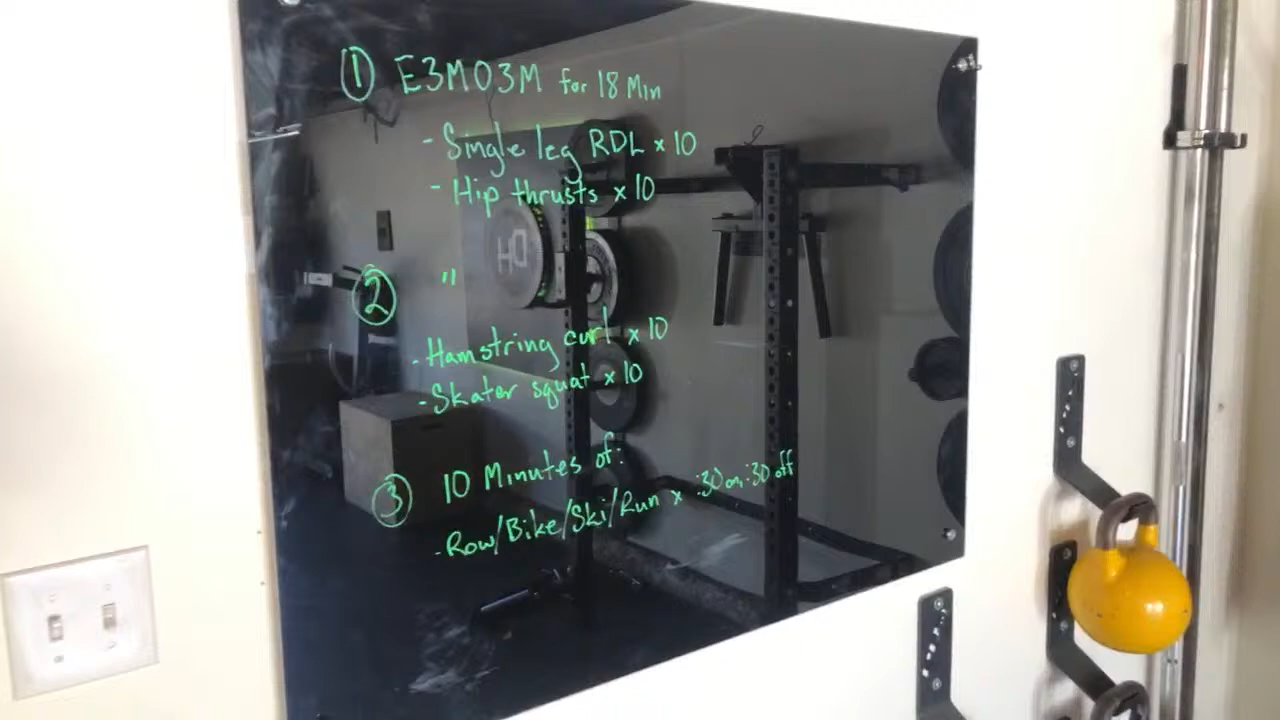 ① E3MO3M for 18 Min
- Single leg RDL x 10
- Hip thrusts x 10
② "
- Hamstring curl x 10
- Skater squat x 10
③ 10 Minutes of:
- Row/Bike/Ski/Run x :30 on, :30 off